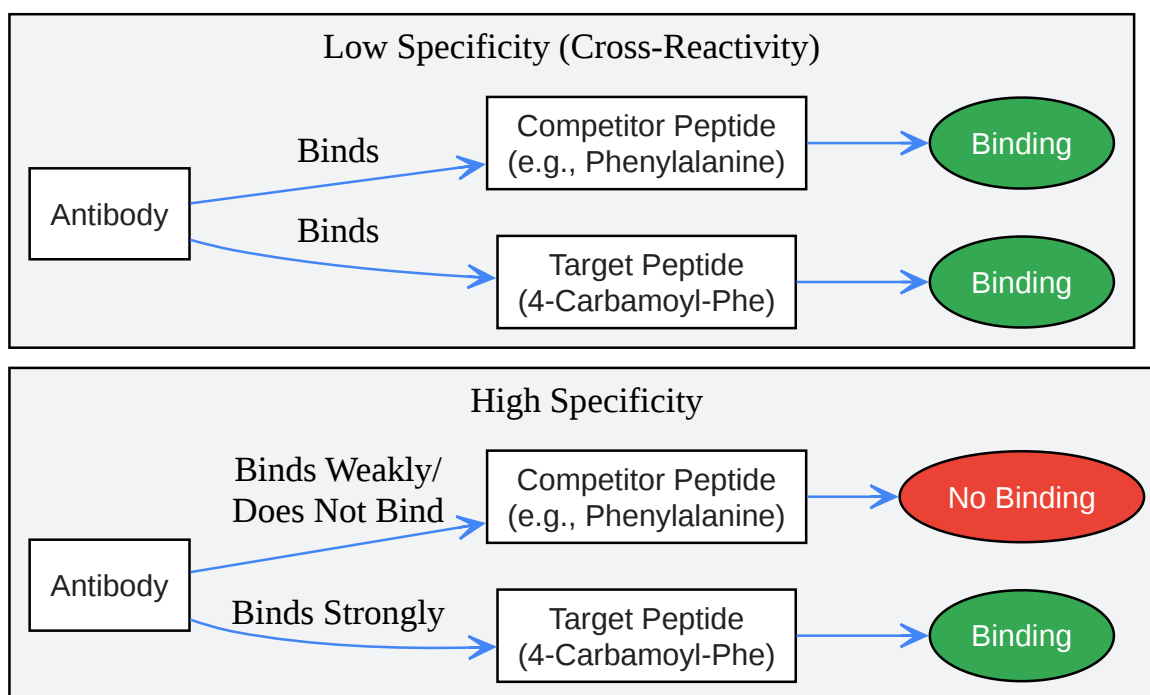 Low Specificity (Cross-Reactivity)
Competitor Peptide
(e.g., Phenylalanine)
Binding
Binds
Antibody
Binds
Target Peptide
(4-Carbamoyl-Phe)
Binding
High Specificity
Binds Weakly/
Does Not Bind
Competitor Peptide
(e.g., Phenylalanine)
No Binding
Antibody
Binds Strongly
Target Peptide
(4-Carbamoyl-Phe)
Binding